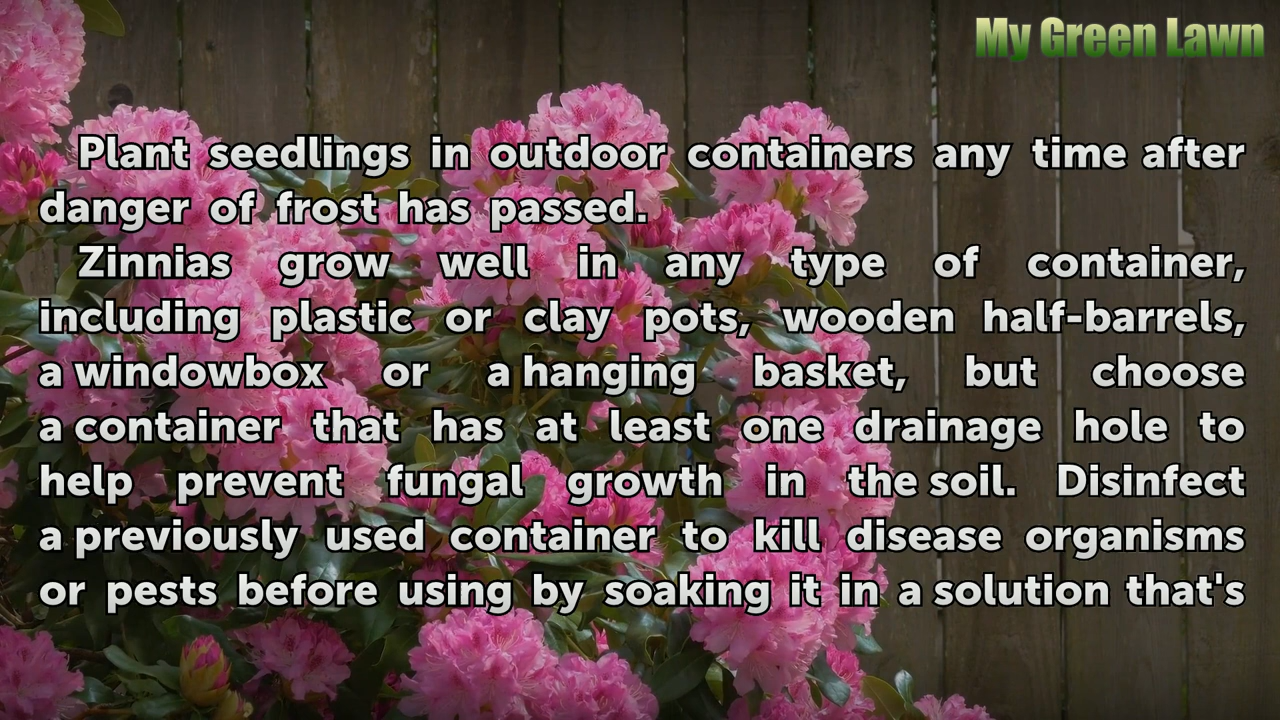 My Green Lawn
Plant seedlings in outdoor containers any time after
danger of frost has passed.
Zinnias grow well in any type of container,
including plastic or clay pots, wooden half-barrels,
a windowbox or a hanging basket, but choose
a container that has at least one drainage hole to
help prevent fungal growth in the soil. Disinfect
a previously used container to kill disease organisms
or pests before using by soaking it in a solution that's